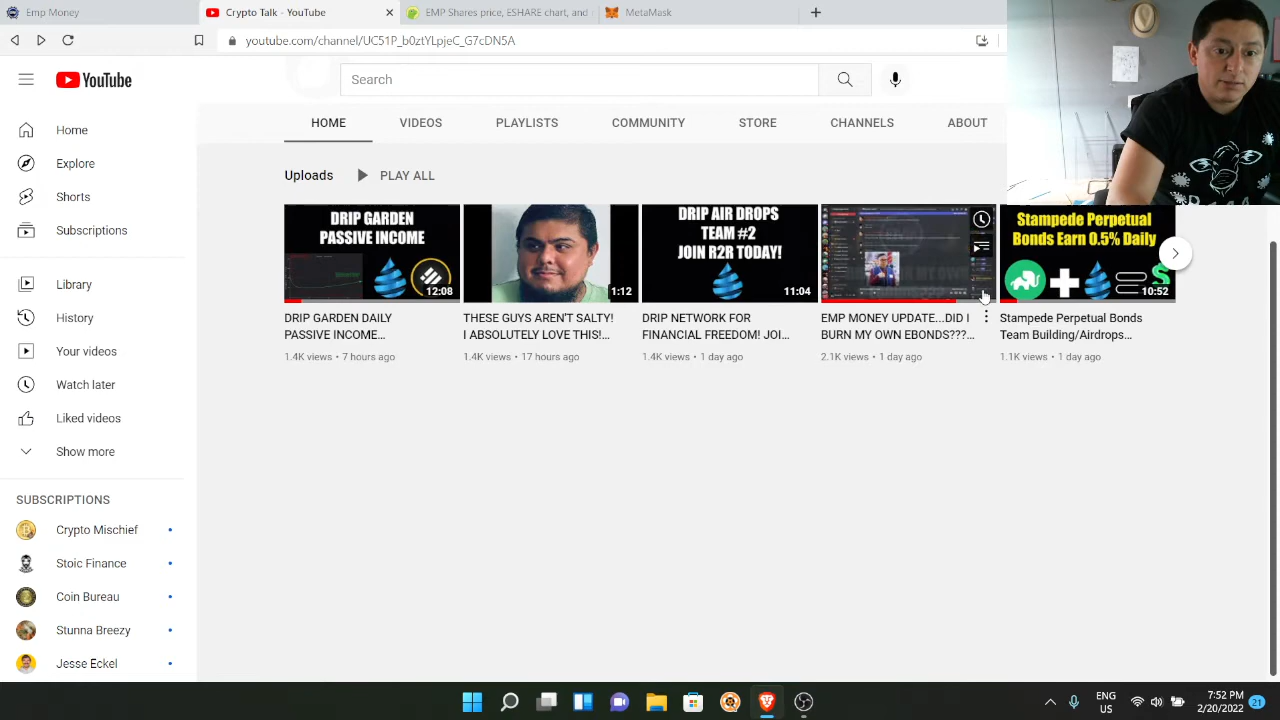 Emp Money
Crypto Talk - YouTube
EMP Shares price, ESHARE chart, and
MetaMask
youtube.com/channel/UC51P_b0ztYLpjeC_G7cDN5A
YouTube
Search
HOME
VIDEOS
PLAYLISTS
COMMUNITY
STORE
CHANNELS
ABOUT
Home
Explore
Shorts
Subscriptions
Library
History
Your videos
Watch later
Liked videos
Show more
SUBSCRIPTIONS
Crypto Mischief
Stoic Finance
Coin Bureau
Stunna Breezy
Jesse Eckel
Uploads
PLAY ALL
DRIP GARDEN
PASSIVE INCOME
12:08
DRIP GARDEN DAILY
PASSIVE INCOME...
1.4K views • 7 hours ago
1:12
THESE GUYS AREN'T SALTY!
I ABSOLUTELY LOVE THIS!...
1.4K views • 17 hours ago
DRIP AIR DROPS
TEAM #2
JOIN R2R TODAY!
11:04
DRIP NETWORK FOR
FINANCIAL FREEDOM! JOI...
1.4K views • 1 day ago
EMP MONEY UPDATE...DID I
BURN MY OWN EBONDS???...
2.1K views • 1 day ago
Stampede Perpetual
Bonds Earn 0.5% Daily
10:52
Stampede Perpetual Bonds
Team Building/Airdrops...
1.1K views • 1 day ago
ENG
US
7:52 PM
2/20/2022
21